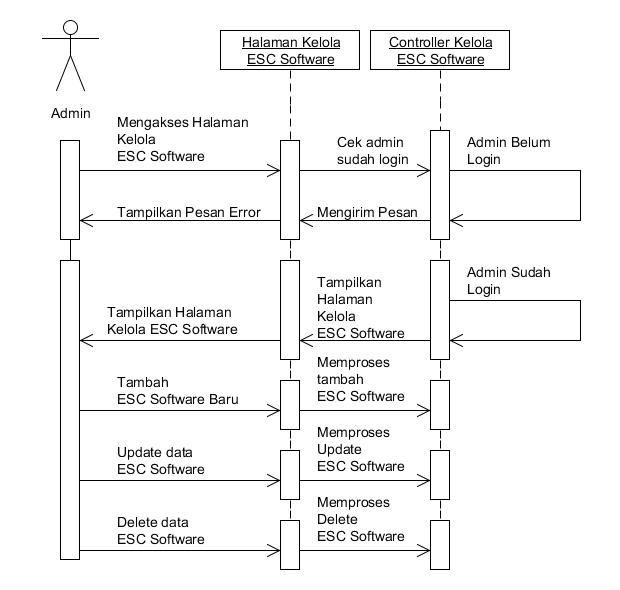 Halaman Kelola
ESC Software
Controller Kelola
ESC Software
Admin
Mengakses Halaman
Kelola
ESC Software
Cek admin
sudah login
Admin Belum
Login
Tampilkan Pesan Error
Mengirim Pesan
Admin Sudah
Login
Tampilkan
Halaman
Kelola
ESC Software
Tampilkan Halaman
Kelola ESC Software
Memproses
tambah
ESC Software
Tambah
ESC Software Baru
Memproses
Update
ESC Software
Update data
ESC Software
Memproses
Delete
ESC Software
Delete data
ESC Software